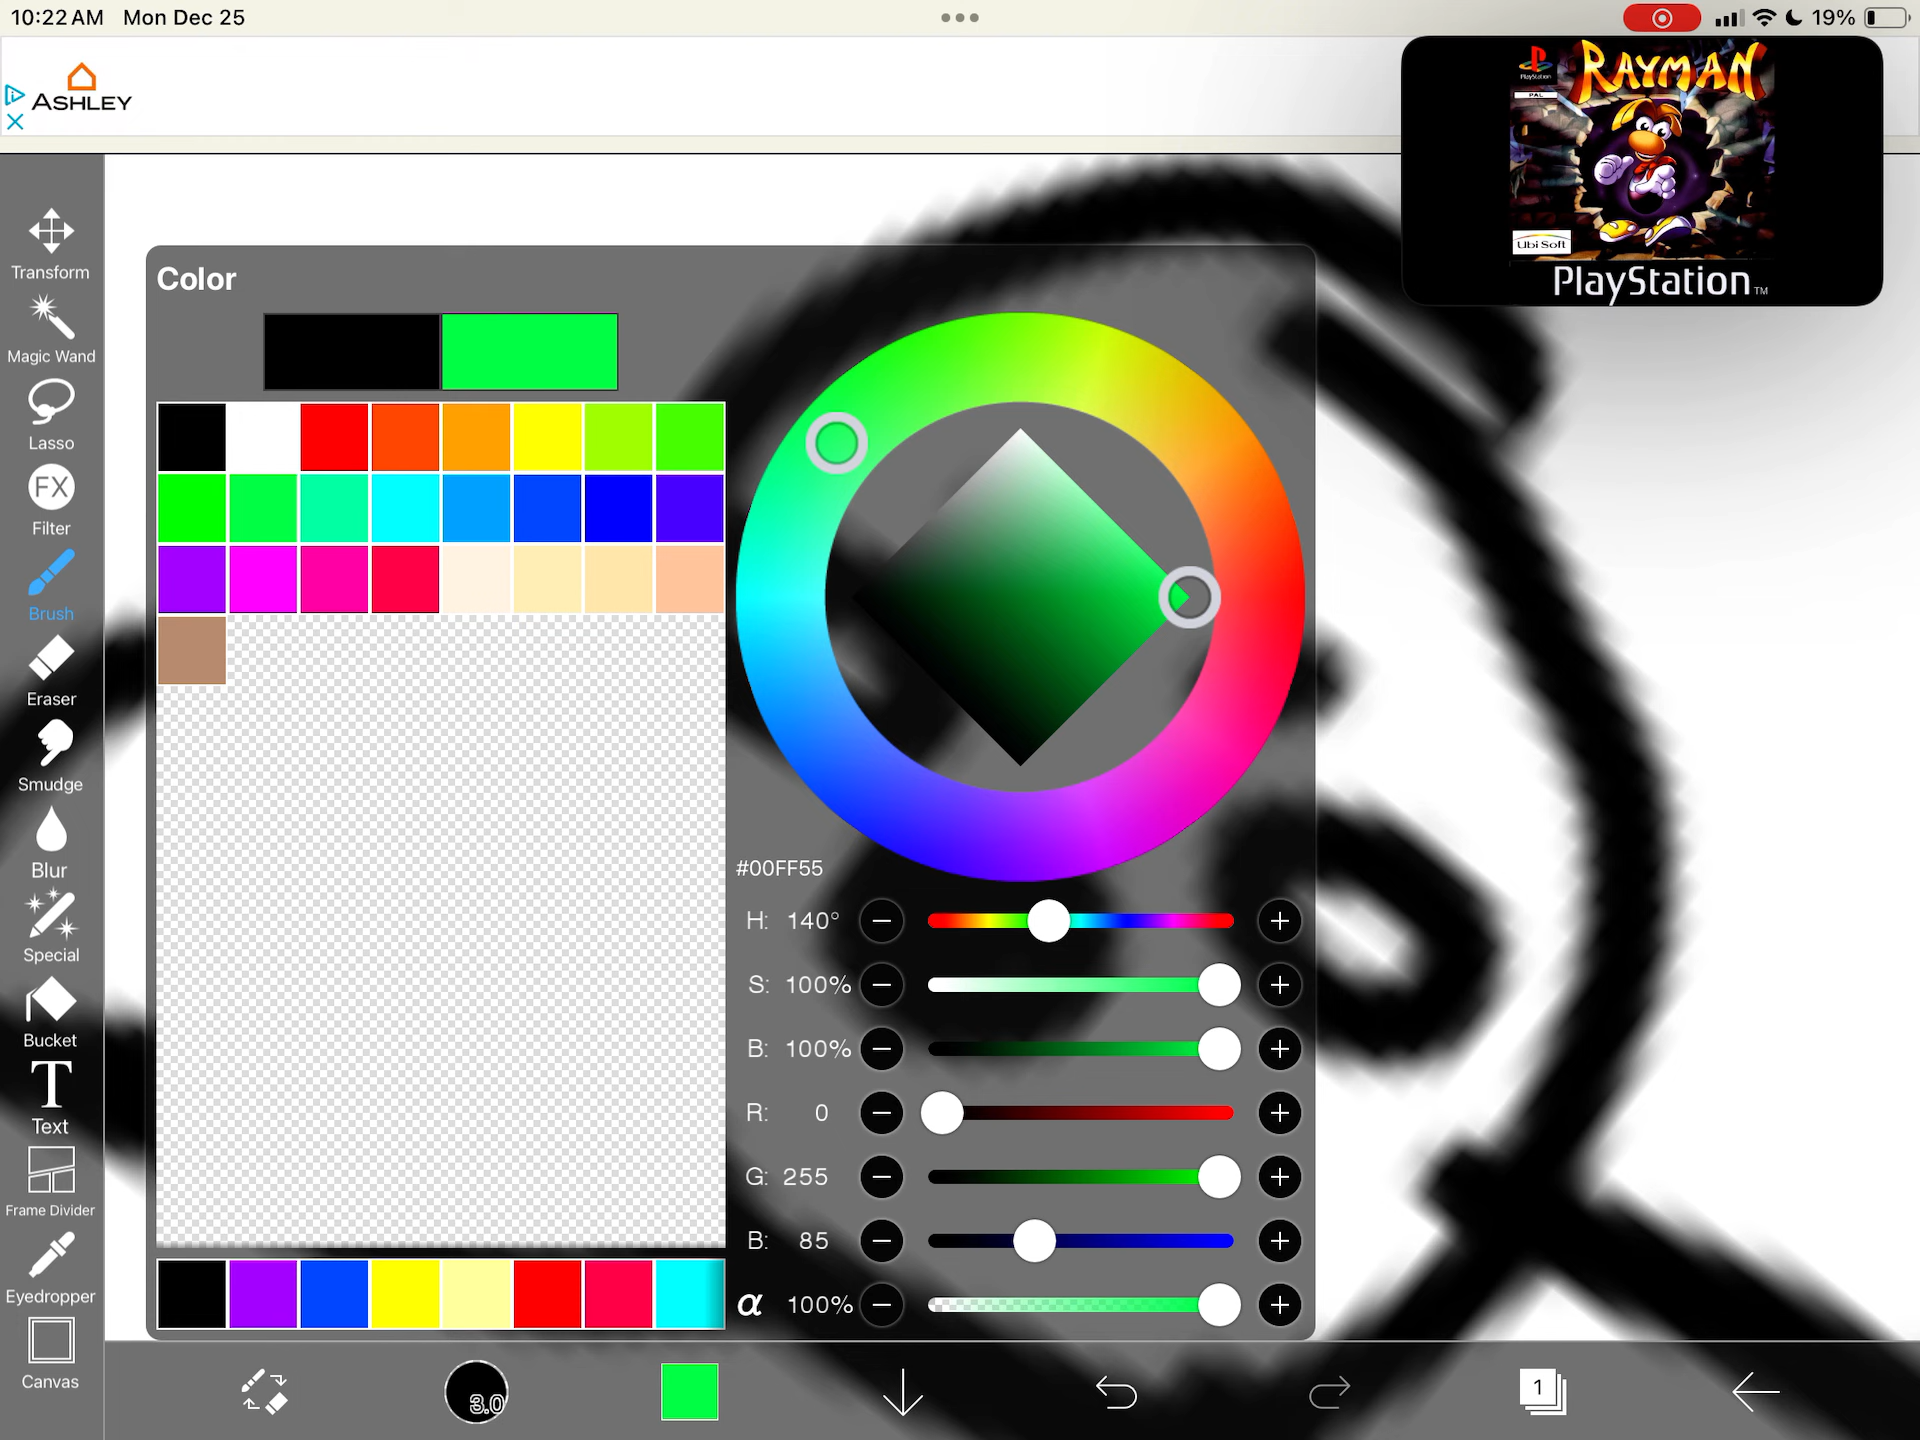 10:22 AM Mon Dec 25
19%
ASHLEY
RAYMAN
PlayStation
PAL
Ubi Soft
PlayStation™
Transform
Magic Wand
Lasso
FX
Filter
Brush
Eraser
Smudge
Blur
Special
Bucket
T
Text
Frame Divider
Eyedropper
Canvas
Color
#00FF55
H: 140°
S: 100%
B: 100%
R: 0
G: 255
B: 85
α 100%
3.0
1